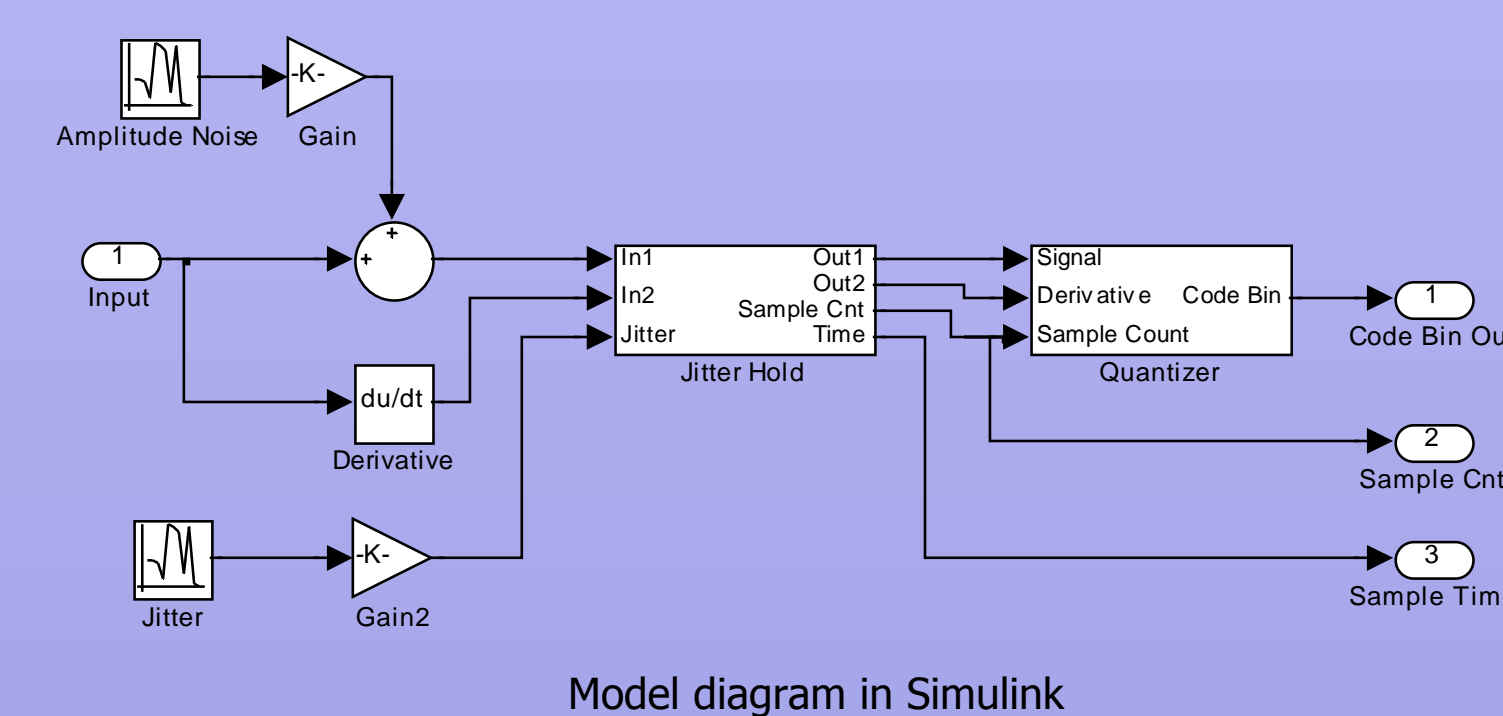 -K-
Amplitude Noise
Gain
+
+
1
Input
In1
In2
Jitter
Out1
Out2
Sample Cnt
Time
Jitter Hold
Signal
Derivative
Sample Count
Code Bin
Quantizer
1
Code Bin Ou
du/dt
Derivative
2
Sample Cnt
-K-
Jitter
Gain2
3
Sample Tim
Model diagram in Simulink